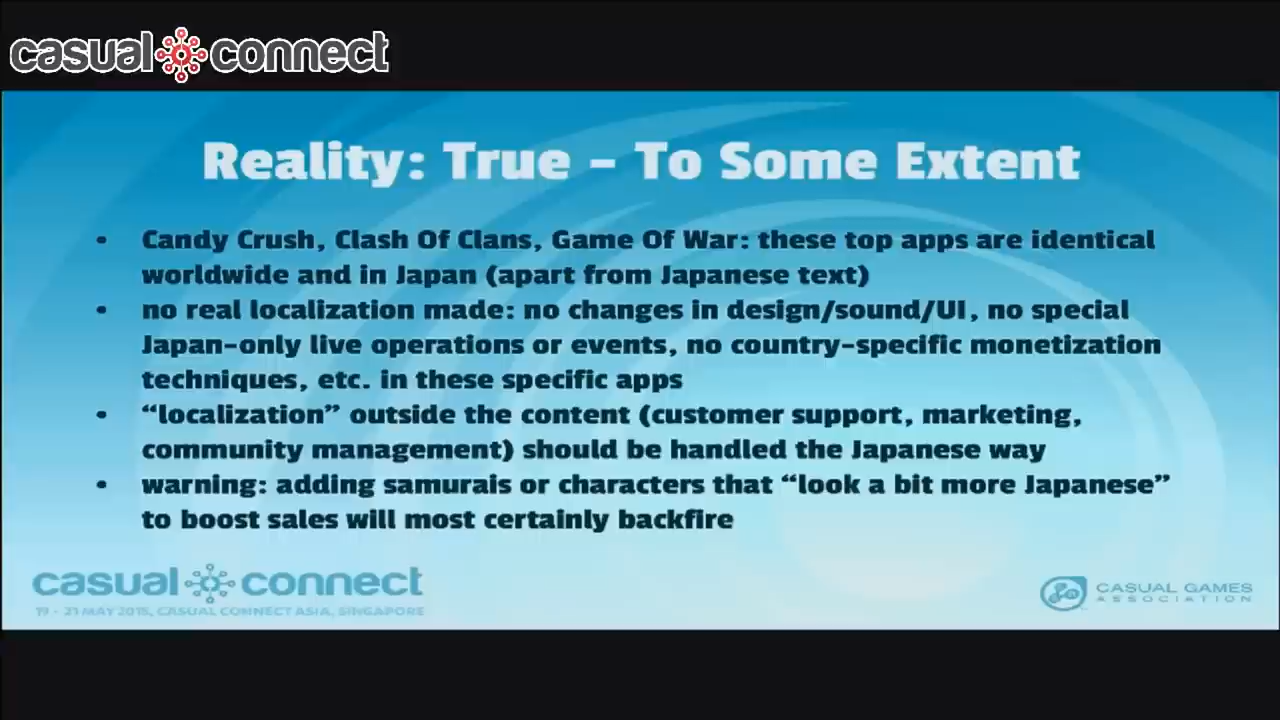 casual connect
Reality: True - To Some Extent
• Candy Crush, Clash Of Clans, Game Of War: these top apps are identical
worldwide and in Japan (apart from Japanese text)
• no real localization made: no changes in design/sound/UI, no special
Japan-only live operations or events, no country-specific monetization
techniques, etc. in these specific apps
• “localization” outside the content (customer support, marketing,
community management) should be handled the Japanese way
• warning: adding samurais or characters that “look a bit more Japanese”
to boost sales will most certainly backfire
casual connect
19 - 21 MAY 2015, CASUAL CONNECT ASIA, SINGAPORE
CASUAL GAMES
ASSOCIATION